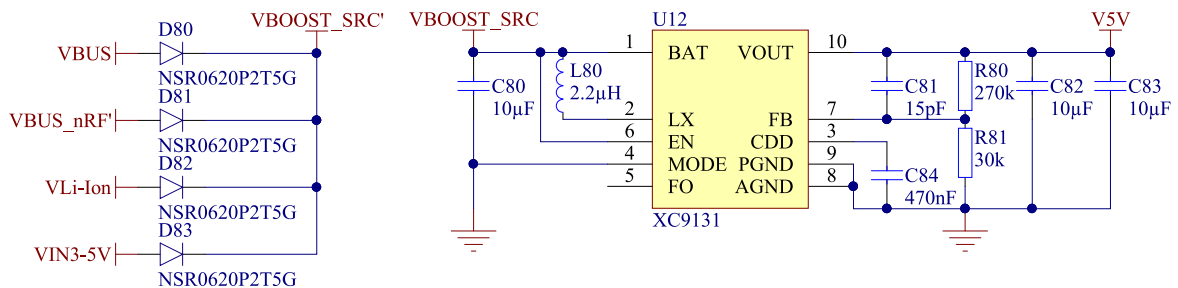 D80
VBUS
NSR0620P2T5G
VBOOST_SRC'
D81
VBUS_nRF'
NSR0620P2T5G
D82
VLi-Ion
NSR0620P2T5G
D83
VIN3-5V
NSR0620P2T5G
VBOOST_SRC
C80
10μF
L80
2.2μH
U12
1 BAT VOUT 10
2 LX FB 7
6 EN CDD 3
4 MODE PGND 9
5 FO AGND 8
XC9131
C81
15pF
R80
270k
C82
10μF
V5V
C83
10μF
R81
30k
C84
470nF